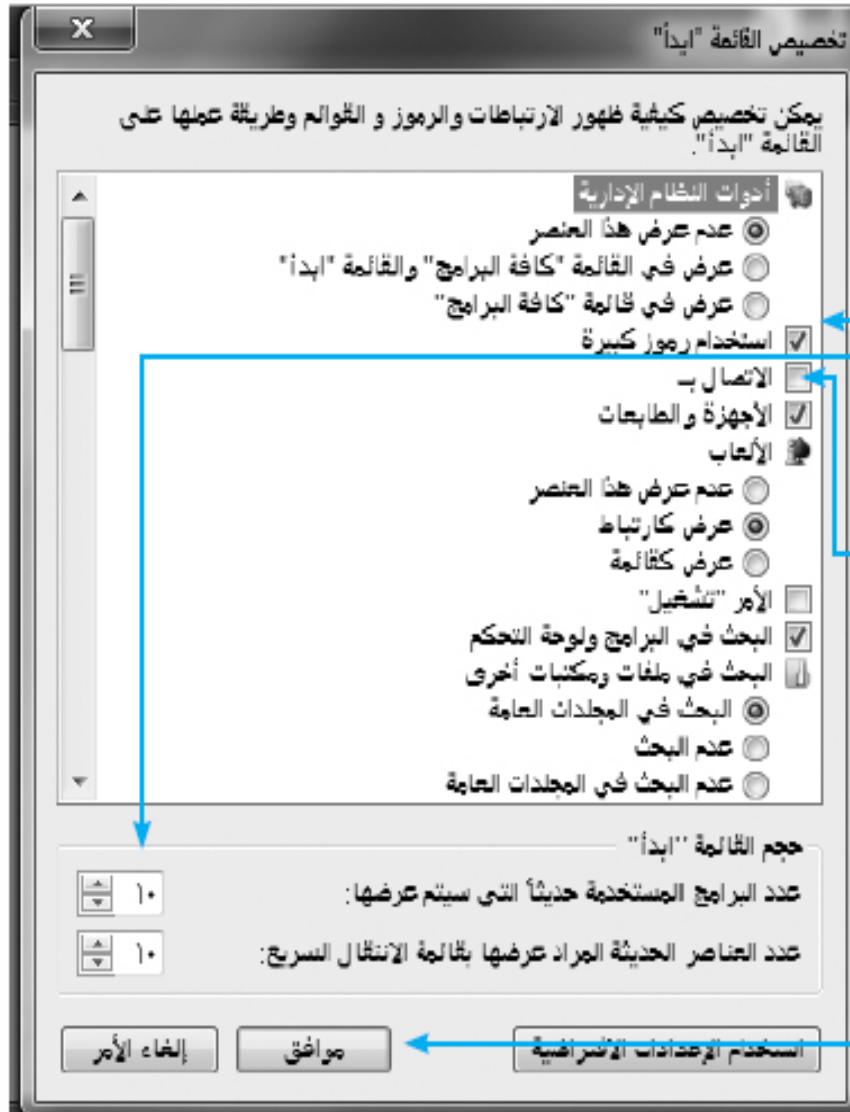 تخصيص القائمة "ابدأ"
يمكن تخصيص كيفية ظهور الارتباطات والرموز و القوائم وطريقة عملها على
القائمة "ابدأ".
أدوات النظام الإدارية
عدم عرض هذا العنصر
عرض في القائمة "كافة البرامج" والقائمة "ابدأ"
عرض في قائمة "كافة البرامج"
استخدام رموز كبيرة
الاتصال بـ
الأجهزة والطابعات
الألعاب
عدم عرض هذا العنصر
عرض كارتباط
عرض كقائمة
الأمر "تشغيل"
البحث في البرامج ولوحة التحكم
البحث في ملفات ومكتبات أخرى
البحث في المجلدات العامة
عدم البحث
عدم البحث في المجلدات العامة
حجم القائمة "ابدأ"
عدد البرامج المستخدمة حديثاً التي سيتم عرضها: ١٠
عدد العناصر الحديثة المراد عرضها بقائمة الانتقال السريع: ١٠
استخدام الإعدادات الافتراضية موافق إلغاء الأمر